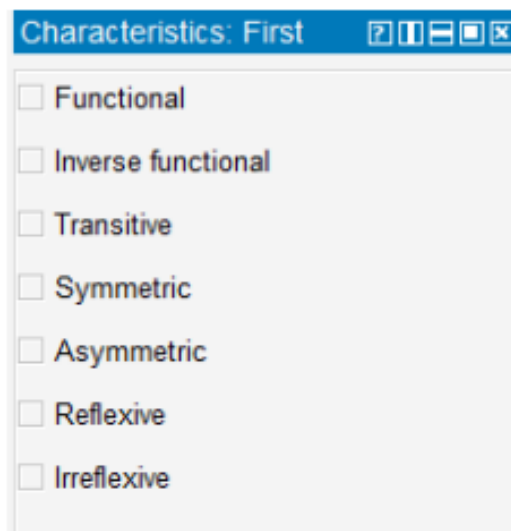 Characteristics: First
Functional
Inverse functional
Transitive
Symmetric
Asymmetric
Reflexive
Irreflexive